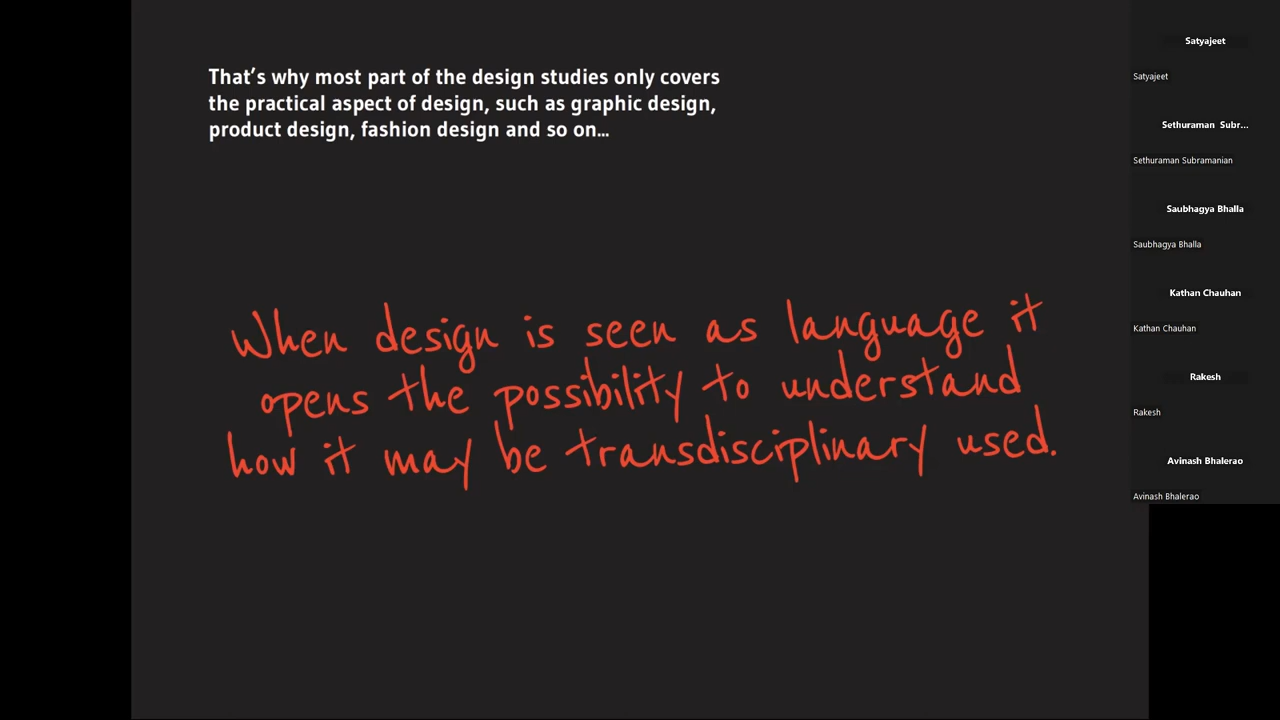 That's why most part of the design studies only covers
the practical aspect of design, such as graphic design,
product design, fashion design and so on...
When design is seen as language it
opens the possibility to understand
how it may be transdisciplinary used.
Satyajeet
Satyajeet
Sethuraman Subr...
Sethuraman Subramanian
Saubhagya Bhalla
Saubhagya Bhalla
Kathan Chauhan
Kathan Chauhan
Rakesh
Rakesh
Avinash Bhalerao
Avinash Bhalerao